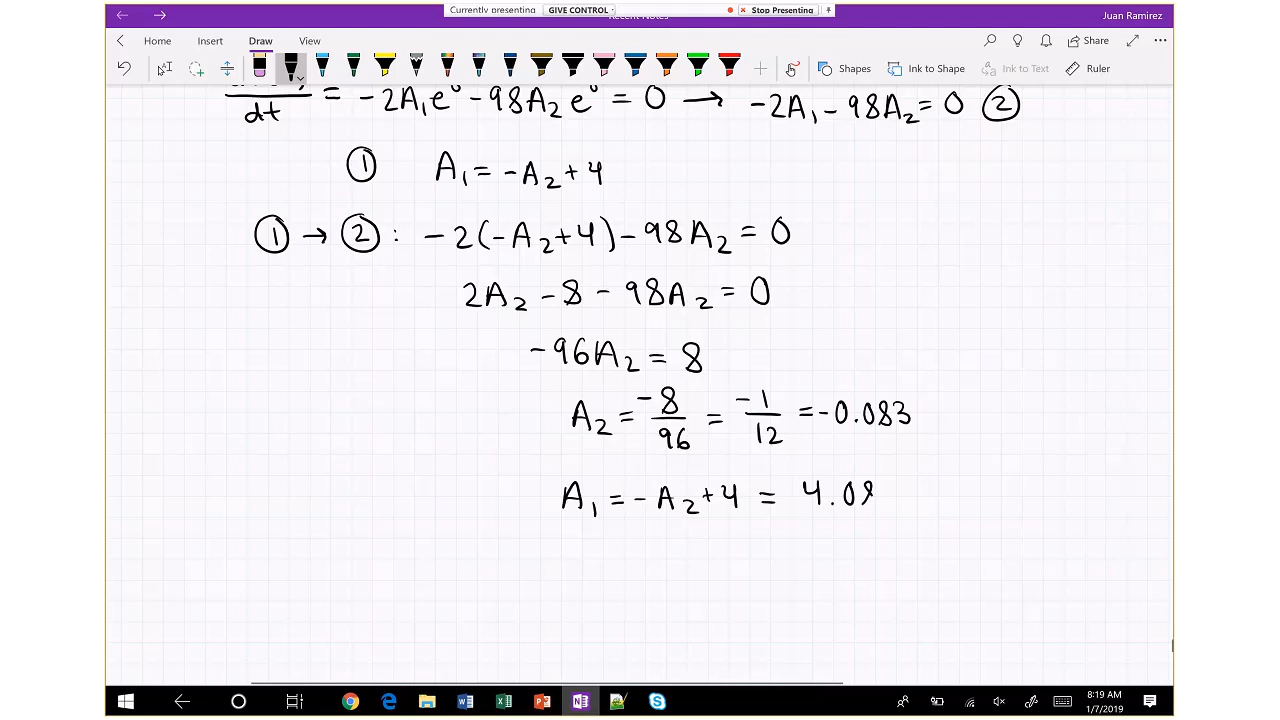 Currently presenting GIVE CONTROL Stop Presenting
Recent Notes Juan Ramirez
Home Insert Draw View Share
Shapes Ink to Shape Ink to Text Ruler
dt = -2A₁e⁰ - 98A₂e⁰ = 0 → -2A₁ - 98A₂ = 0 ②
① A₁ = -A₂ + 4
① → ② : -2(-A₂+4) - 98A₂ = 0
2A₂ - 8 - 98A₂ = 0
-96A₂ = 8
A₂ = -8/96 = -1/12 = -0.083
A₁ = -A₂ + 4 = 4.08
8:19 AM
1/7/2019